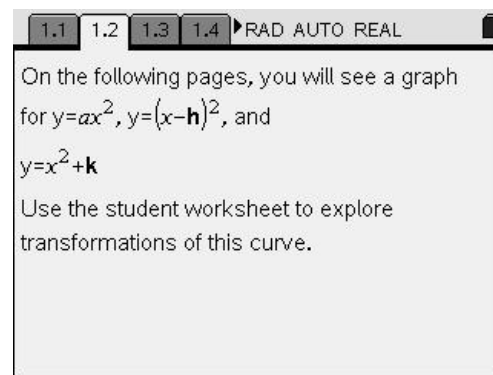 1.1 1.2 1.3 1.4 RAD AUTO REAL
On the following pages, you will see a graph
for y=ax², y=(x-h)², and
y=x²+k
Use the student worksheet to explore
transformations of this curve.